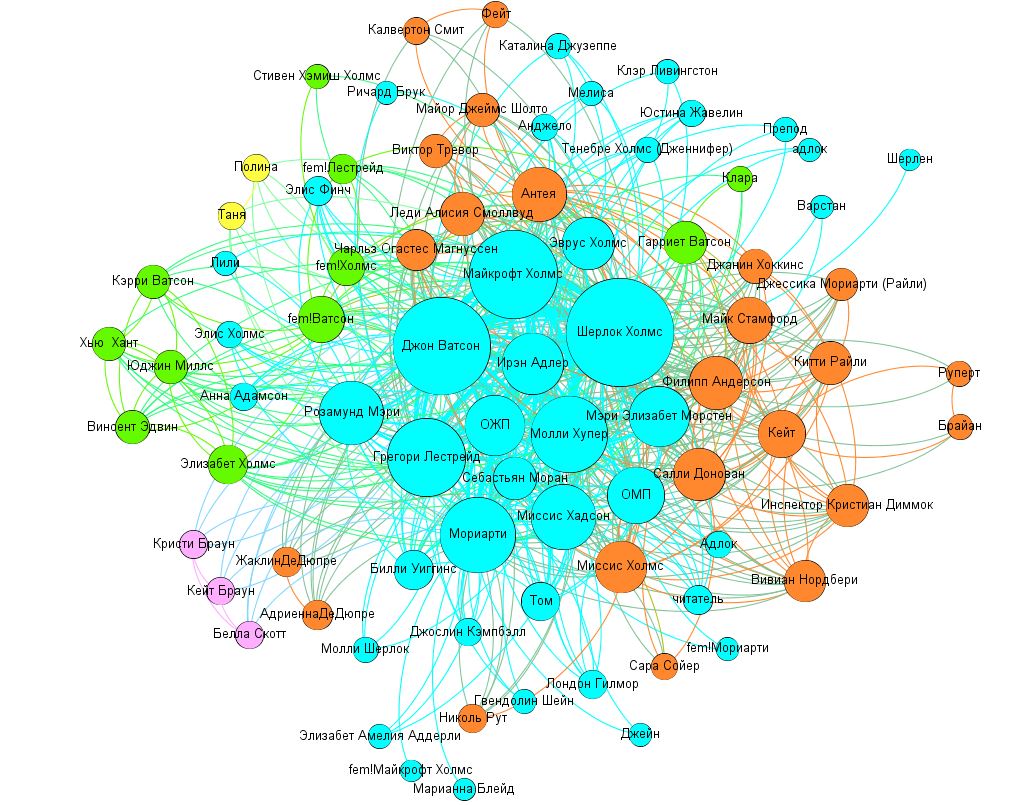 Фейт
Калвертон Смит
Каталина Джузеппе
Стивен Хэмиш Холмс
Клэр Ливингстон
Ричард Брук
Мелиса
Майор Джеймс Шолто
Юстина Жавелин
Анджело
Препод
Виктор Тревор
Тенебре Холмс (Дженнифер)
адлок
Шерлен
Полина
fem!Лестрейд
Клара
Элис Финч
Антея
Варстан
Таня
Леди Алисия Смоллвуд
Эврус Холмс
Гарриет Ватсон
Чарльз Огастес Магнуссен
Лили
fem!Холмс
Джанин Хоккинс
Майкрофт Холмс
Кэрри Ватсон
Джессика Мориарти (Райли)
fem!Ватсон
Майк Стамфорд
Элис Холмс
Шерлок Холмс
Хью Хант
Джон Ватсон
Ирэн Адлер
Китти Райли
Юджин Миллс
Руперт
Филипп Андерсон
Анна Адамсон
Розамунд Мэри
Мэри Элизабет Морстен
Винсент Эдвин
ОЖП
Молли Хупер
Кейт
Брайан
Элизабет Холмс
Грегори Лестрейд
Себастьян Моран
Салли Донован
ОМП
Инспектор Кристиан Диммок
Миссис Хадсон
Мориарти
Кристи Браун
Адлок
ЖаклинДеДюпре
Билли Уиггинс
Миссис Холмс
Вивиан Нордбери
Кейт Браун
Том
читатель
АдриеннаДеДюпре
Белла Скотт
Джослин Кэмпбэлл
Молли Шерлок
fem!Мориарти
Сара Сойер
Лондон Гилмор
Гвендолин Шейн
Николь Рут
Элизабет Амелия Аддерли
Джейн
fem!Майкрофт Холмс
Марианна Блейд